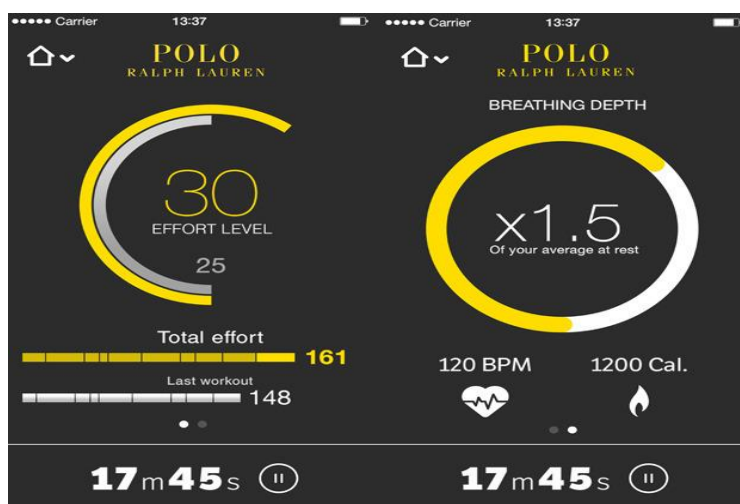 Carrier 13:37
POLO
RALPH LAUREN
30
EFFORT LEVEL
25
Total effort
161
Last workout
148
17m45s
Carrier 13:37
POLO
RALPH LAUREN
BREATHING DEPTH
x1.5
Of your average at rest
120 BPM 1200 Cal.
17m45s